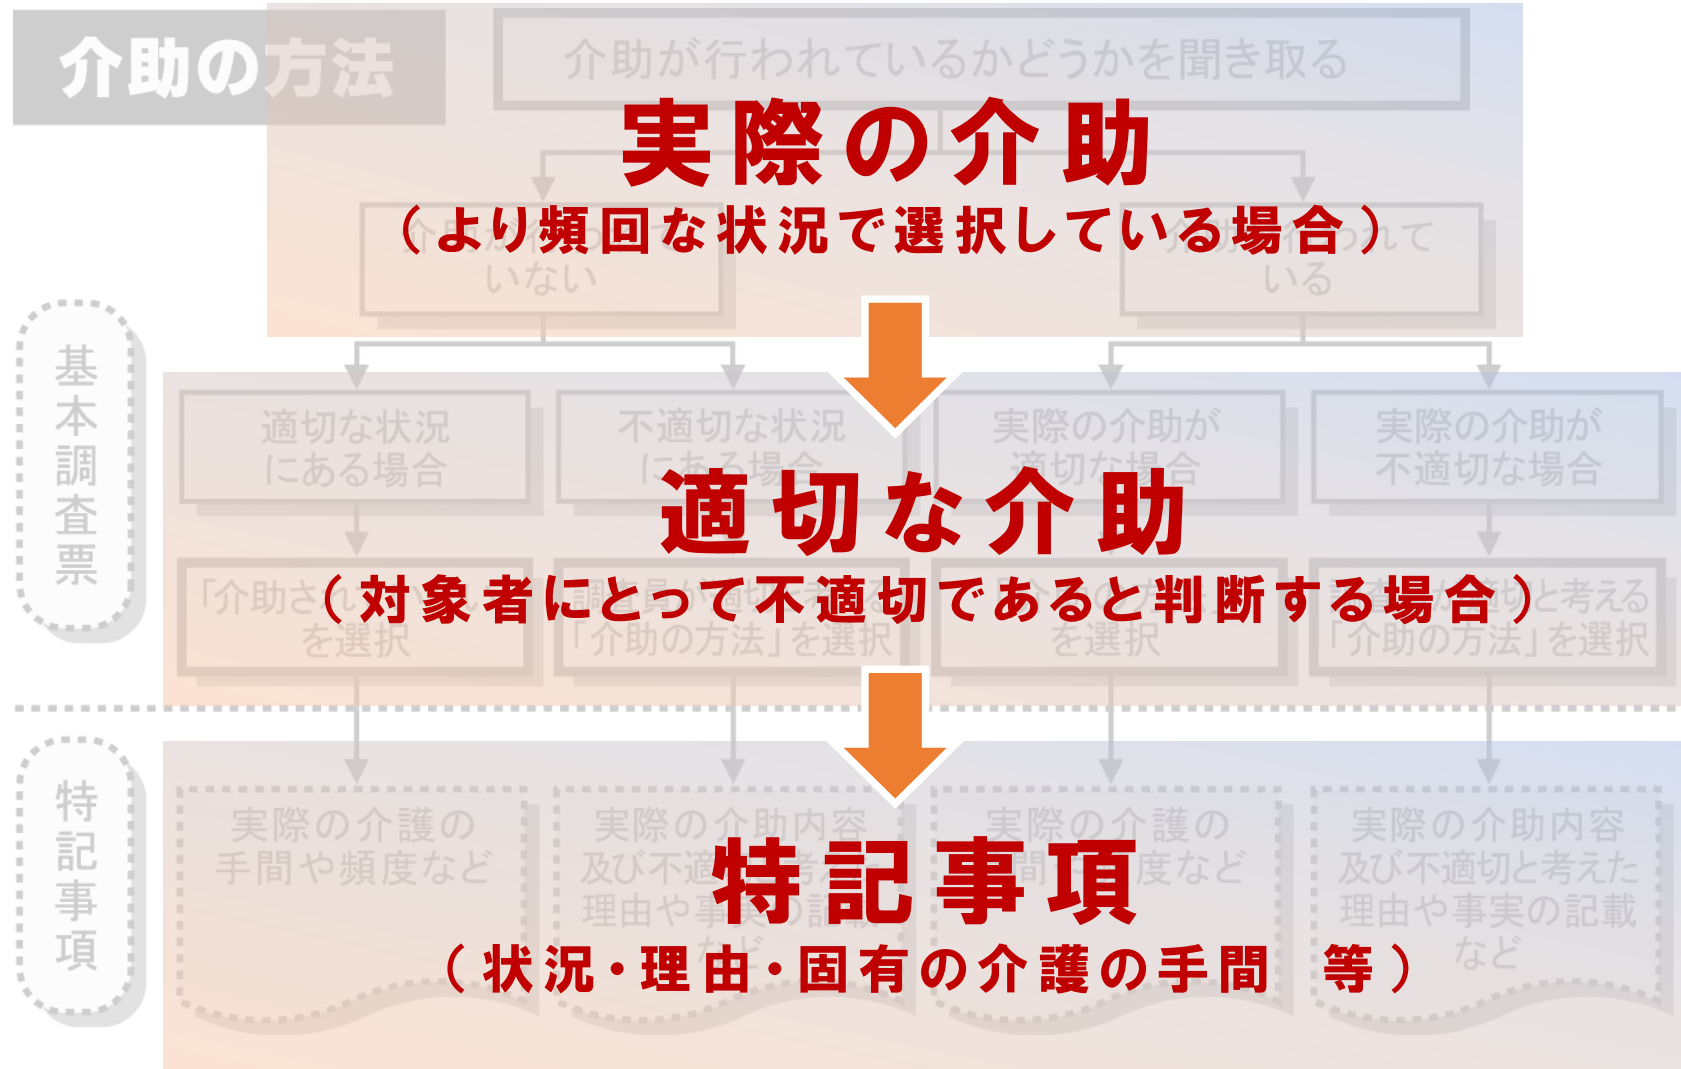 介助の方法
介助が行われているかどうかを聞き取る
実際の介助
（より頻回な状況で選択している場合）
いない
いる
基本調査票
適切な状況
にある場合
不適切な状況
にある場合
実際の介助が
適切な場合
実際の介助が
不適切な場合
適切な介助
（対象者にとって不適切であると判断する場合）
を選択
「介助の方法」を選択
を選択
「介助の方法」を選択
特記事項
実際の介護の
手間や頻度など
実際の介助内容
実際の介護の
実際の介助内容
及び不適切と考えた
理由や事実の記載
など
特記事項
（状況・理由・固有の介護の手間　等）